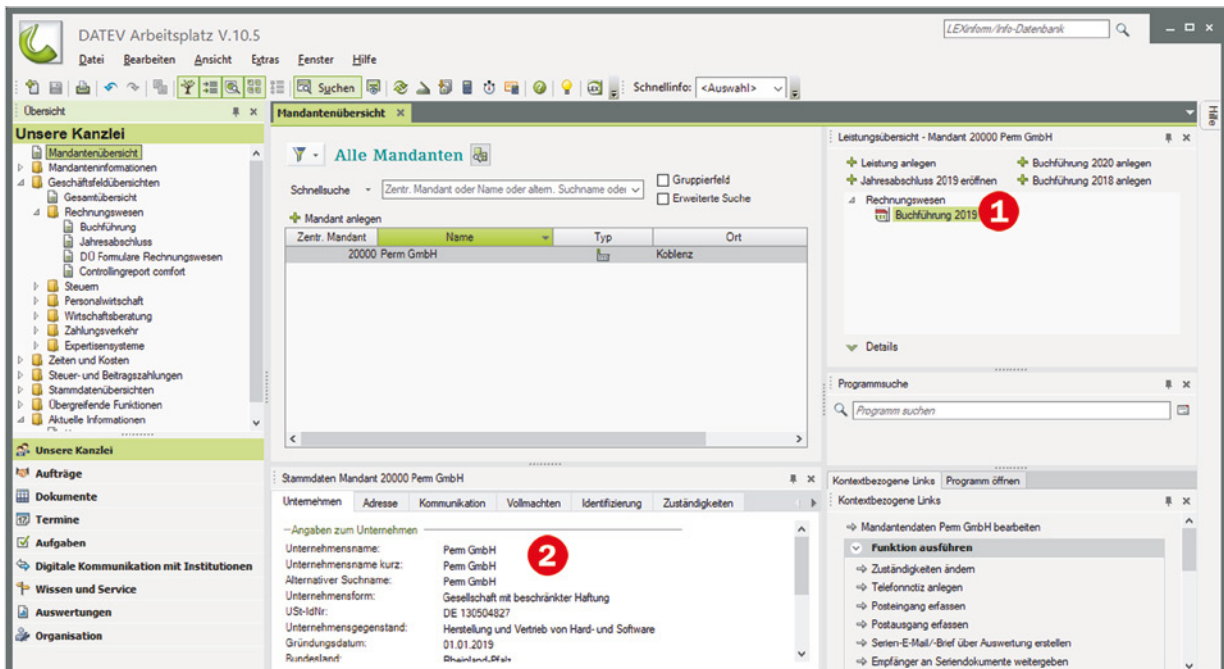 DATEV Arbeitsplatz V.10.5
LEXinform/Info-Datenbank
Datei Bearbeiten Ansicht Extras Fenster Hilfe
Suchen
Schnellinfo: <Auswahl>
Übersicht
Unsere Kanzlei
Mandantenübersicht
Mandanteninformationen
Geschäftsfeldübersichten
Gesamtübersicht
Rechnungswesen
Buchführung
Jahresabschluss
DÜ Formulare Rechnungswesen
Controllingreport comfort
Steuern
Personalwirtschaft
Wirtschaftsberatung
Zahlungsverkehr
Expertisensysteme
Zeiten und Kosten
Steuer- und Beitragszahlungen
Stammdatenübersichten
Übergreifende Funktionen
Aktuelle Informationen
Unsere Kanzlei
Aufträge
Dokumente
Termine
Aufgaben
Digitale Kommunikation mit Institutionen
Wissen und Service
Auswertungen
Organisation
Mandantenübersicht
Alle Mandanten
Schnellsuche
Zentr. Mandant oder Name oder altern. Suchname oder
Gruppierfeld
Erweiterte Suche
Mandant anlegen
Zentr. Mandant Name Typ Ort
20000 Perm GmbH Koblenz
Stammdaten Mandant 20000 Perm GmbH
Unternehmen Adresse Kommunikation Vollmachten Identifizierung Zuständigkeiten
Angaben zum Unternehmen
Unternehmensname: Perm GmbH
Unternehmensname kurz: Perm GmbH
Alternativer Suchname: Perm GmbH
Unternehmensform: Gesellschaft mit beschränkter Haftung
USt-IdNr: DE 130504827
Unternehmensgegenstand: Herstellung und Vertrieb von Hard- und Software
Gründungsdatum: 01.01.2019
Bundesland: Rheinland-Pfalz
2
Hilfe
Leistungsübersicht - Mandant 20000 Perm GmbH
Leistung anlegen Buchführung 2020 anlegen
Jahresabschluss 2019 eröffnen Buchführung 2018 anlegen
Rechnungswesen
Buchführung 2019
1
Details
Programmsuche
Programm suchen
Kontextbezogene Links Programm öffnen
Kontextbezogene Links
Mandantendaten Perm GmbH bearbeiten
Funktion ausführen
Zuständigkeiten ändern
Telefonnotiz anlegen
Posteingang erfassen
Postausgang erfassen
Serien-E-Mail/-Brief über Auswertung erstellen
Empfänger an Seriendokumente weitergeben